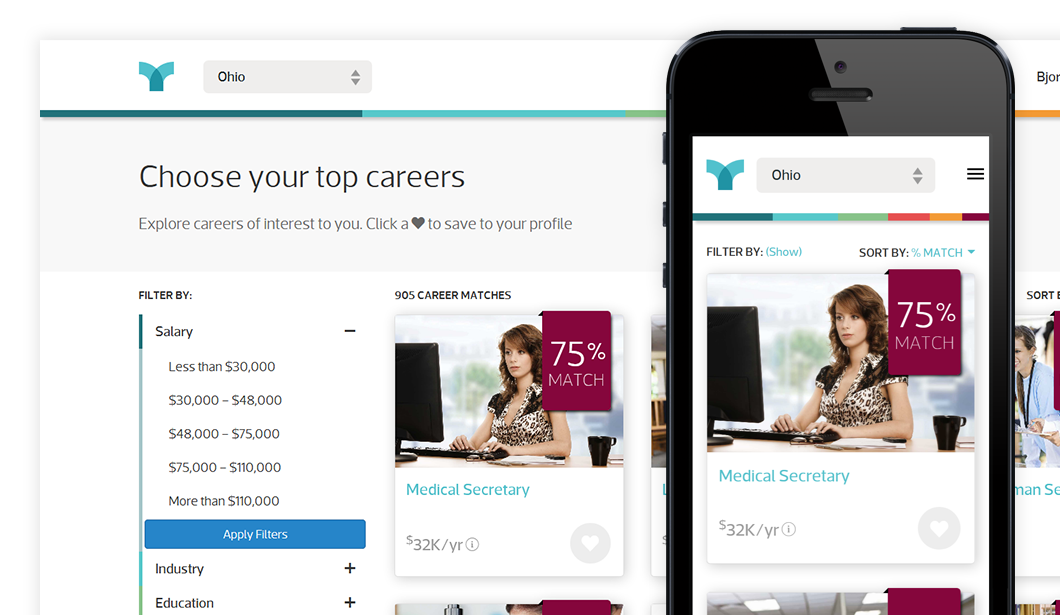 Ohio
Bjor
Choose your top careers
Explore careers of interest to you. Click a ♥ to save to your profile
FILTER BY:
Salary
Less than $30,000
$30,000 – $48,000
$48,000 – $75,000
$75,000 – $110,000
More than $110,000
Apply Filters
Industry
Education
905 CAREER MATCHES
75%
MATCH
Medical Secretary
$32K/yr
Ohio
FILTER BY: (Show)
SORT BY: % MATCH
75%
MATCH
Medical Secretary
$32K/yr
SORT
man Se